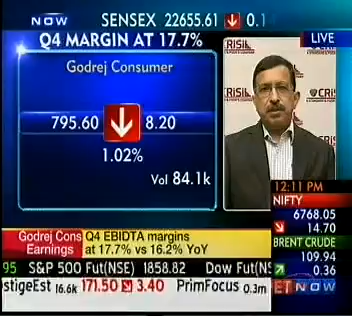 NOW SENSEX 22655.61 0.1
Q4 MARGIN AT 17.7%
LIVE
Godrej Consumer
795.60 8.20
1.02%
Vol 84.1k
CRISIL
12:11 PM
NIFTY
6768.05
14.70
BRENT CRUDE
109.94
0.36
Godrej Cons Q4 EBIDTA margins
Earnings at 17.7% vs 16.2% YoY
95 S&P 500 Fut(NSE) 1858.82 Dow Fut(NS
stigeEst 16.6k 171.50 3.40 PrimFocus 0.3m
ET NOW